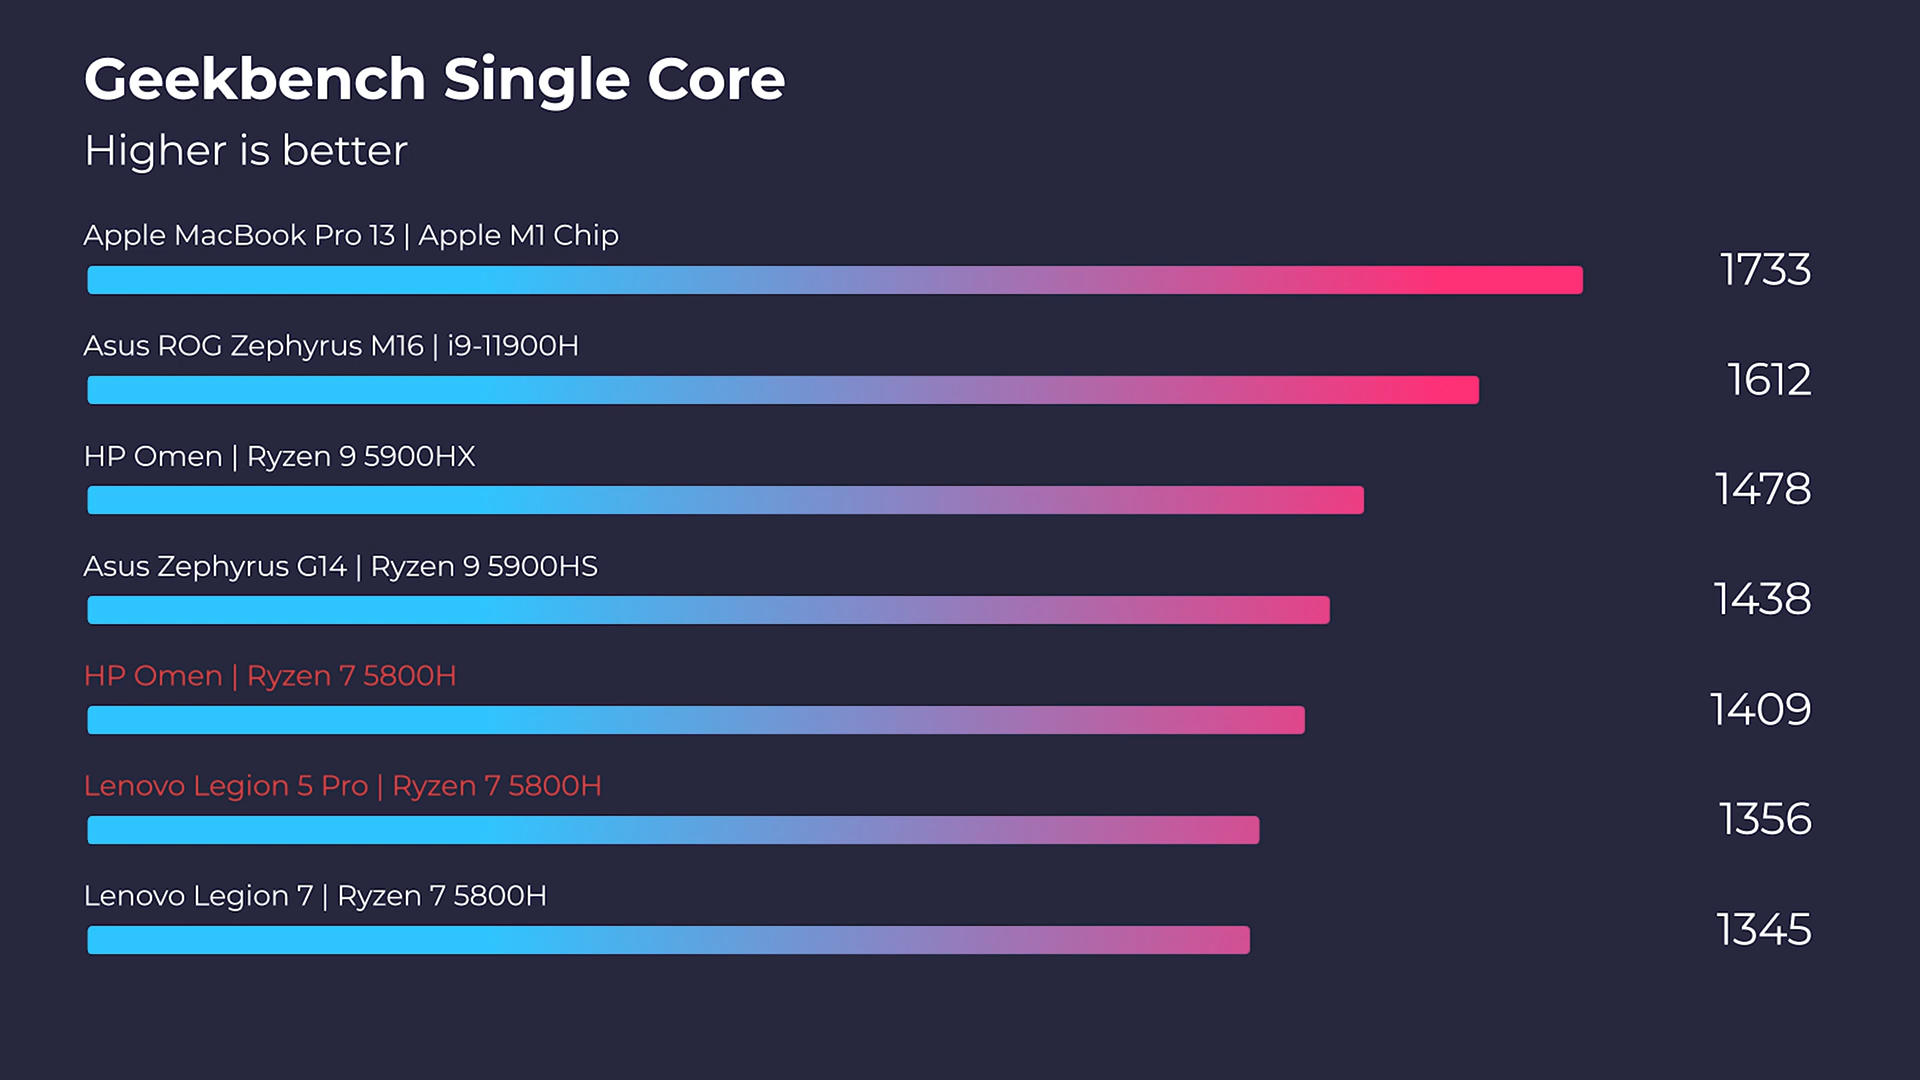 Geekbench Single Core
Higher is better
Apple MacBook Pro 13 | Apple M1 Chip
1733
Asus ROG Zephyrus M16 | i9-11900H
1612
HP Omen | Ryzen 9 5900HX
1478
Asus Zephyrus G14 | Ryzen 9 5900HS
1438
HP Omen | Ryzen 7 5800H
1409
Lenovo Legion 5 Pro | Ryzen 7 5800H
1356
Lenovo Legion 7 | Ryzen 7 5800H
1345